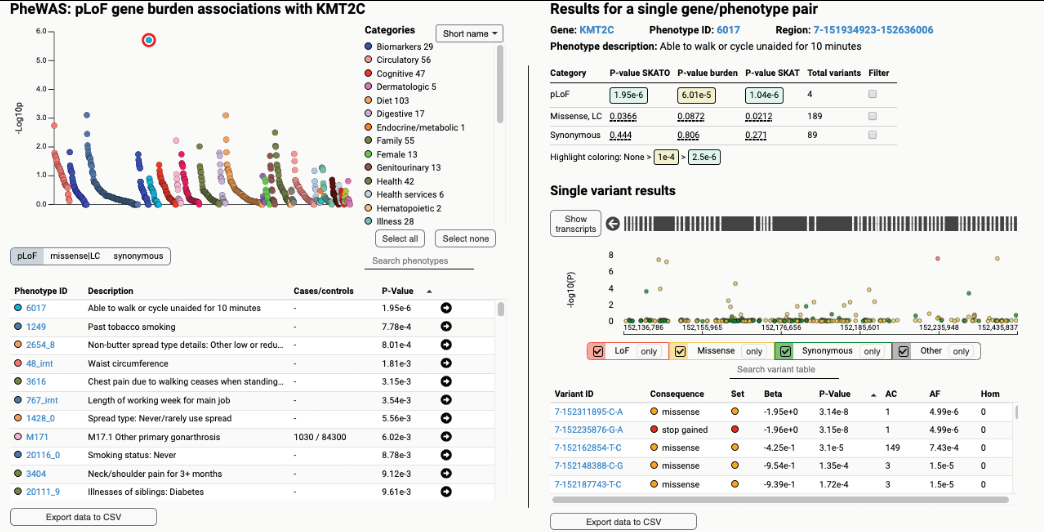 PheWAS: pLoF gene burden associations with KMT2C
6.0
5.0
4.0
3.0
2.0
1.0
0.0
-Log10p
Categories
Short name
Biomarkers 29
Circulatory 56
Cognitive 47
Dermatologic 5
Diet 103
Digestive 17
Endocrine/metabolic 1
Family 55
Female 13
Genitourinary 13
Health 42
Health services 6
Hematopoietic 2
Illness 28
Select all
Select none
Search phenotypes
pLoF missense|LC synonymous
Phenotype ID Description Cases/controls P-Value
6017 Able to walk or cycle unaided for 10 minutes - 1.95e-6
1249 Past tobacco smoking - 7.78e-4
2654_8 Non-butter spread type details: Other low or redu... - 8.01e-4
48_irnt Waist circumference - 1.81e-3
3616 Chest pain due to walking ceases when standing... - 3.15e-3
767_irnt Length of working week for main job - 3.54e-3
1428_0 Spread type: Never/rarely use spread - 5.56e-3
M171 M17.1 Other primary gonarthrosis 1030 / 84300 6.02e-3
20116_0 Smoking status: Never - 8.78e-3
3404 Neck/shoulder pain for 3+ months - 9.12e-3
20111_9 Illnesses of siblings: Diabetes - 9.61e-3
Export data to CSV
Results for a single gene/phenotype pair
Gene: KMT2C Phenotype ID: 6017 Region: 7-151934923-152636006
Phenotype description: Able to walk or cycle unaided for 10 minutes
Category P-value SKATO P-value burden P-value SKAT Total variants Filter
pLoF 1.95e-6 6.01e-5 1.04e-6 4
Missense, LC 0.0366 0.0872 0.0212 189
Synonymous 0.444 0.806 0.271 89
Highlight coloring: None > 1e-4 > 2.5e-6
Single variant results
Show
transcripts
8
6
4
2
0
-log10(P)
152,136,786 152,155,965 152,176,656 152,185,601 152,235,948 152,435,837
LoF only Missense only Synonymous only Other only
Search variant table
Variant ID Consequence Set Beta P-Value AC AF Hom
7-152311895-C-A missense -1.95e+0 3.14e-8 1 4.99e-6 0
7-152235876-G-A stop gained -1.96e+0 3.15e-8 1 4.99e-6 0
7-152162854-T-C missense -4.25e-1 3.1e-5 149 7.43e-4 0
7-152148388-C-G missense -9.54e-1 1.35e-4 3 1.5e-5 0
7-152187743-T-C missense -9.39e-1 1.72e-4 3 1.5e-5 0
Export data to CSV